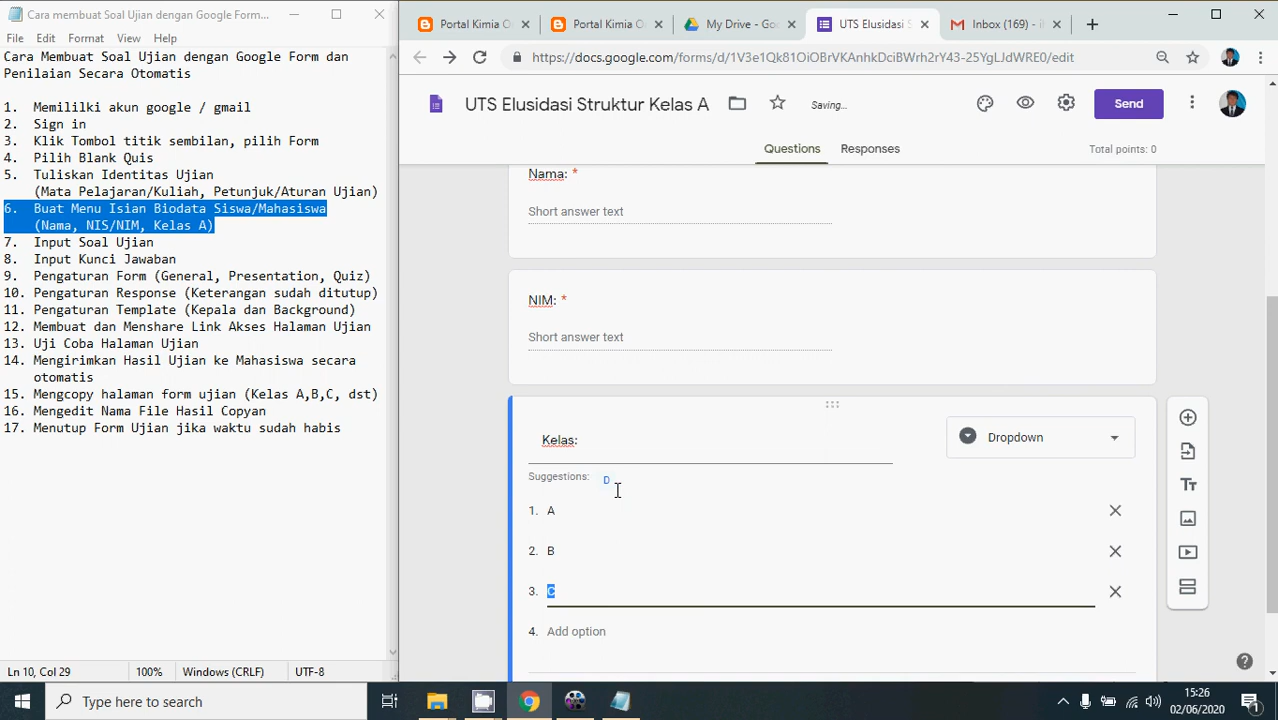 Cara membuat Soal Ujian dengan Google Form...
File Edit Format View Help
Cara Membuat Soal Ujian dengan Google Form dan
Penilaian Secara Otomatis
1. Memililki akun google / gmail
2. Sign in
3. Klik Tombol titik sembilan, pilih Form
4. Pilih Blank Quis
5. Tuliskan Identitas Ujian
(Mata Pelajaran/Kuliah, Petunjuk/Aturan Ujian)
6. Buat Menu Isian Biodata Siswa/Mahasiswa
(Nama, NIS/NIM, Kelas A)
7. Input Soal Ujian
8. Input Kunci Jawaban
9. Pengaturan Form (General, Presentation, Quiz)
10. Pengaturan Response (Keterangan sudah ditutup)
11. Pengaturan Template (Kepala dan Background)
12. Membuat dan Menshare Link Akses Halaman Ujian
13. Uji Coba Halaman Ujian
14. Mengirimkan Hasil Ujian ke Mahasiswa secara
otomatis
15. Mengcopy halaman form ujian (Kelas A,B,C, dst)
16. Mengedit Nama File Hasil Copyan
17. Menutup Form Ujian jika waktu sudah habis
Ln 10, Col 29 100% Windows (CRLF) UTF-8
Portal Kimia O Portal Kimia O My Drive - Goo UTS Elusidasi S Inbox (169) - i
https://docs.google.com/forms/d/1V3e1Qk81OiOBrVKAnhkDciBWrh2rY43-25YgLJdWRE0/edit
UTS Elusidasi Struktur Kelas A Saving... Send
Questions Responses Total points: 0
Nama: *
Short answer text
NIM: *
Short answer text
Kelas: Dropdown
Suggestions: D
1. A
2. B
3. C
4. Add option
Type here to search
15:26
02/06/2020
1